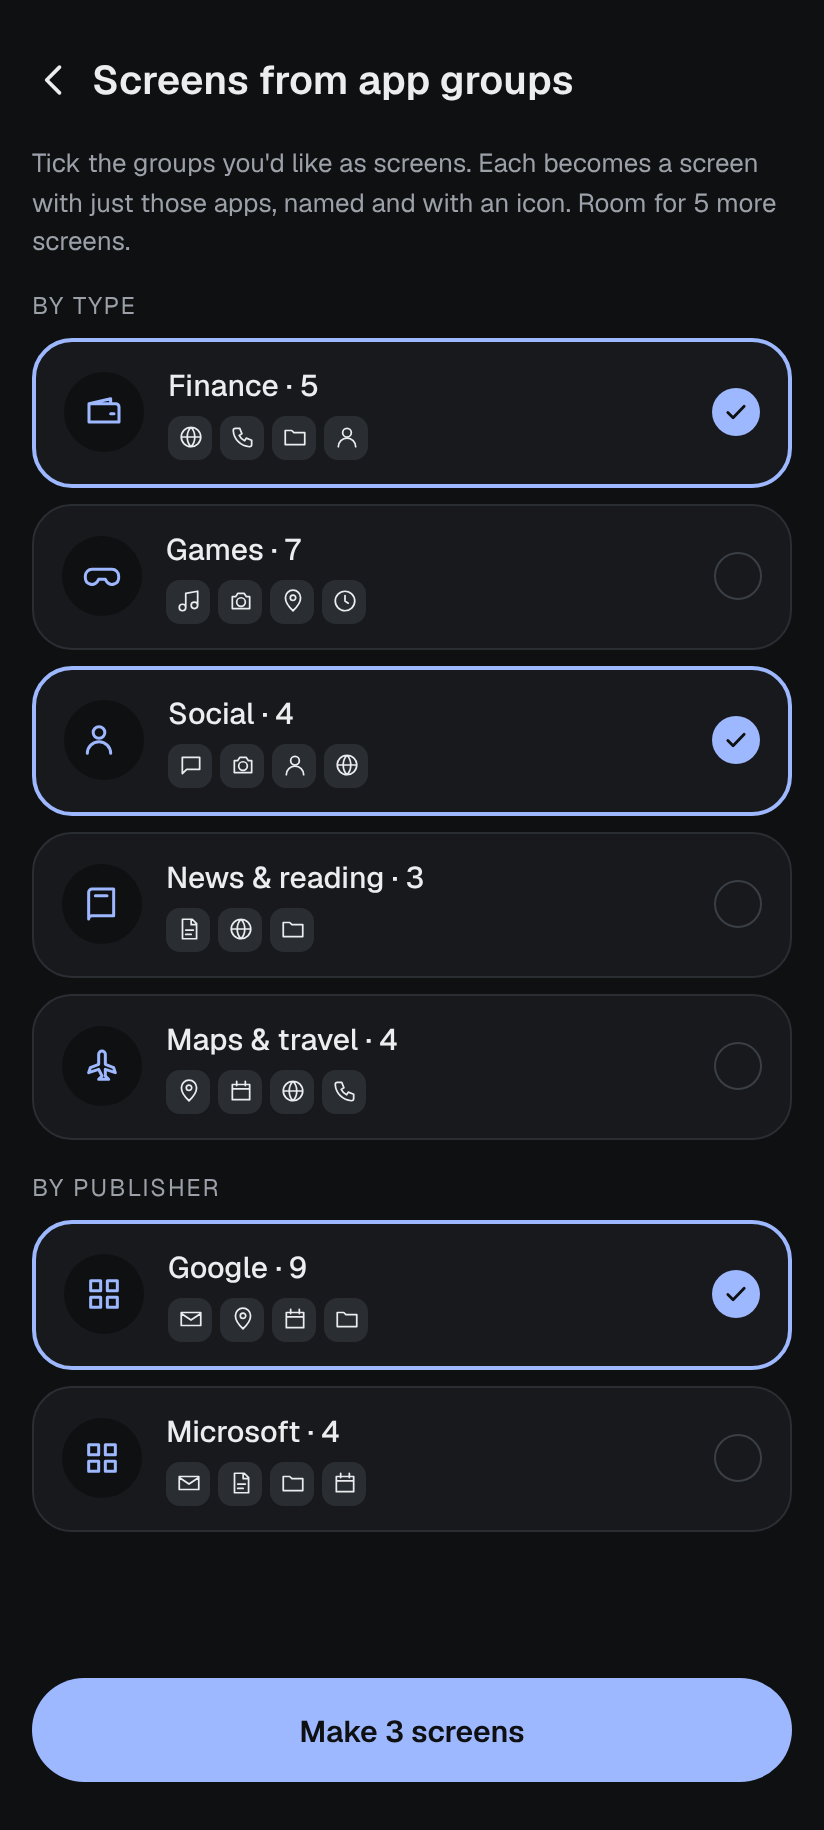 Screens from app groups
Tick the groups you'd like as screens. Each becomes a screen
with just those apps, named and with an icon. Room for 5 more
screens.
BY TYPE
Finance · 5
Games · 7
Social · 4
News & reading · 3
Maps & travel · 4
BY PUBLISHER
Google · 9
Microsoft · 4
Make 3 screens